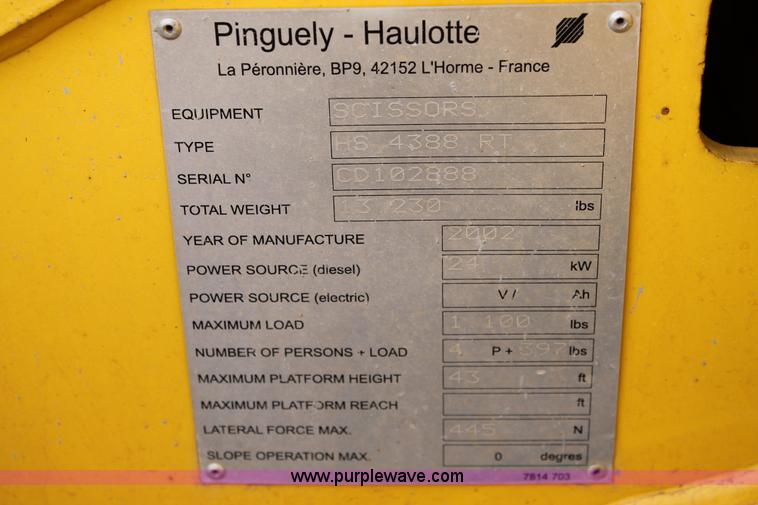 Pinguely - Haulotte
La Péronnière, BP9, 42152 L'Horme - France
EQUIPMENT SCISSORS
TYPE HS 4388 RT
SERIAL N° CD102888
TOTAL WEIGHT 13 230 lbs
YEAR OF MANUFACTURE 2002
POWER SOURCE (diesel) 24 kW
POWER SOURCE (electric) V / Ah
MAXIMUM LOAD 1 100 lbs
NUMBER OF PERSONS + LOAD 4 P + 397 lbs
MAXIMUM PLATFORM HEIGHT 43 ft
MAXIMUM PLATFORM REACH ft
LATERAL FORCE MAX. 445 N
SLOPE OPERATION MAX. 0 degres
www.purplewave.com
7814 703